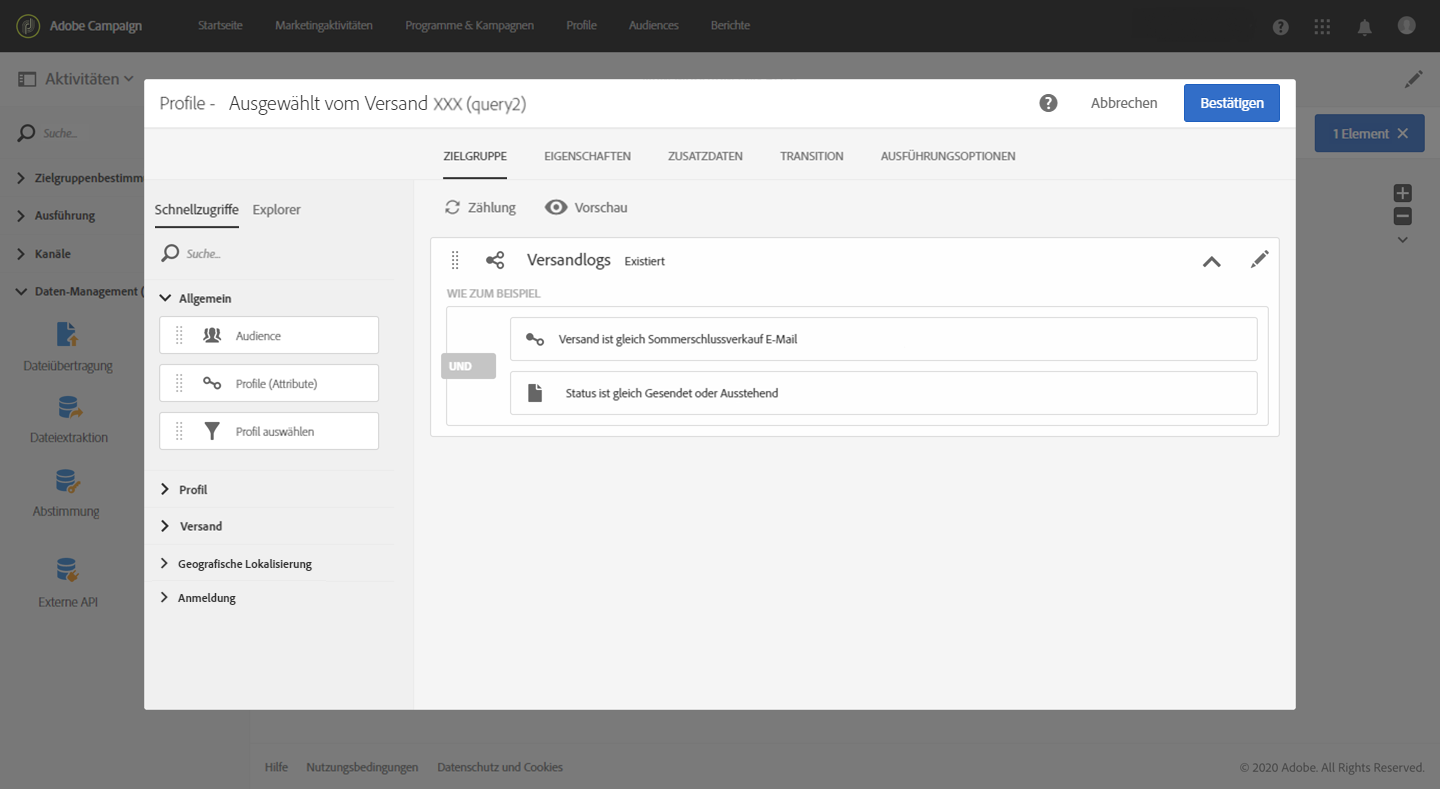 Adobe Campaign
Startseite
Marketingaktivitäten
Programme & Kampagnen
Profile
Audiences
Berichte
Aktivitäten
Suche...
1 Element
Zielgruppenbestimm
Ausführung
Kanäle
Daten-Management (
Dateiübertragung
Dateiextraktion
Abstimmung
Externe API
Profile - Ausgewählt vom Versand XXX (query2)
Abbrechen
Bestätigen
ZIELGRUPPE
EIGENSCHAFTEN
ZUSATZDATEN
TRANSITION
AUSFÜHRUNGSOPTIONEN
Schnellzugriffe
Explorer
Suche...
Allgemein
Audience
Profile (Attribute)
Profil auswählen
Profil
Versand
Geografische Lokalisierung
Anmeldung
Zählung
Vorschau
Versandlogs Existiert
WIE ZUM BEISPIEL
UND
Versand ist gleich Sommerschlussverkauf E-Mail
Status ist gleich Gesendet oder Ausstehend
Hilfe
Nutzungsbedingungen
Datenschutz und Cookies
© 2020 Adobe. All Rights Reserved.